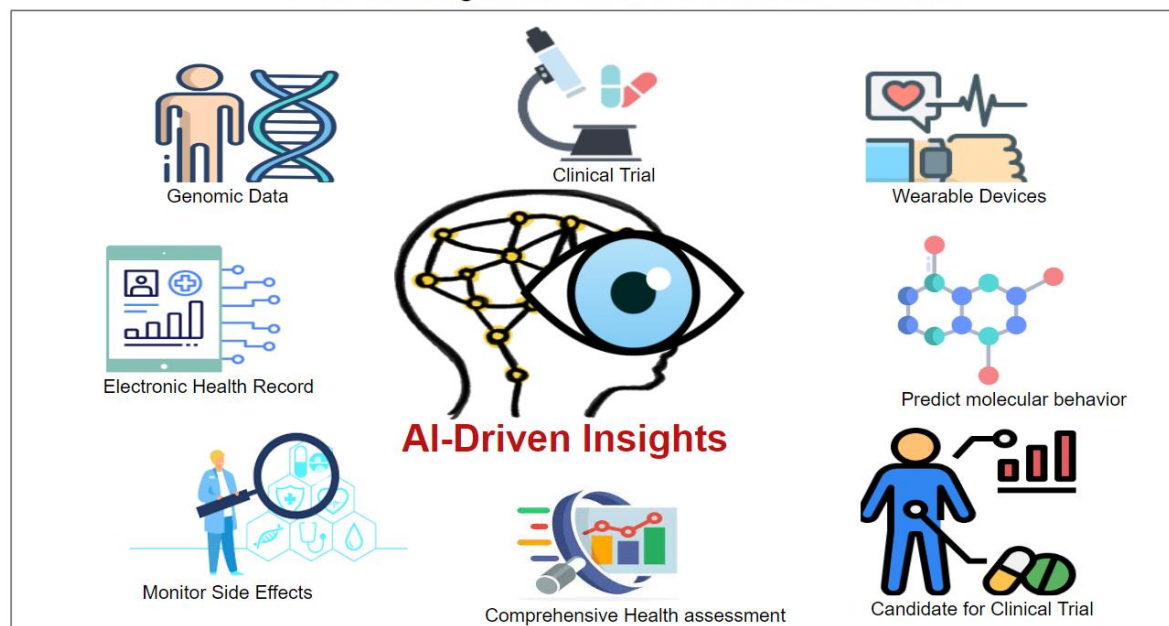 Clinical Trial
Genomic Data
Wearable Devices
Electronic Health Record
Predict molecular behavior
AI-Driven Insights
Monitor Side Effects
Comprehensive Health assessment
Candidate for Clinical Trial